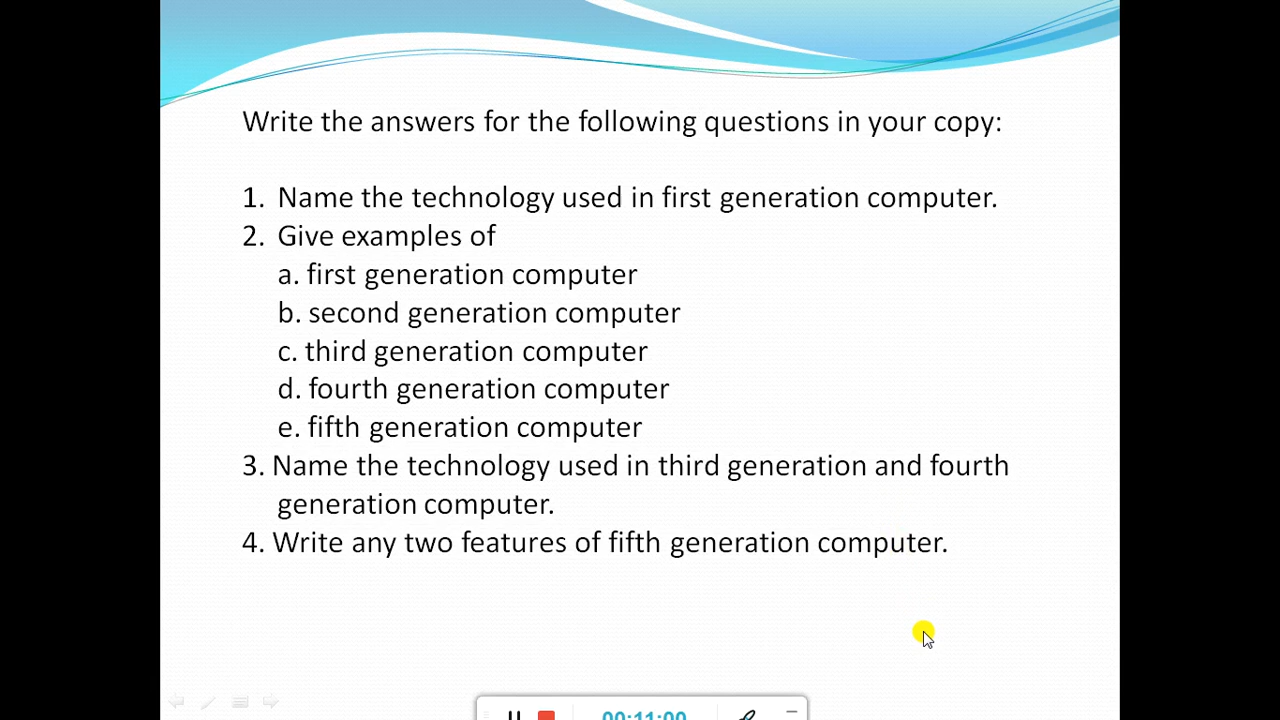 Write the answers for the following questions in your copy:
1. Name the technology used in first generation computer.
2. Give examples of
a. first generation computer
b. second generation computer
c. third generation computer
d. fourth generation computer
e. fifth generation computer
3. Name the technology used in third generation and fourth
generation computer.
4. Write any two features of fifth generation computer.
00:11:00